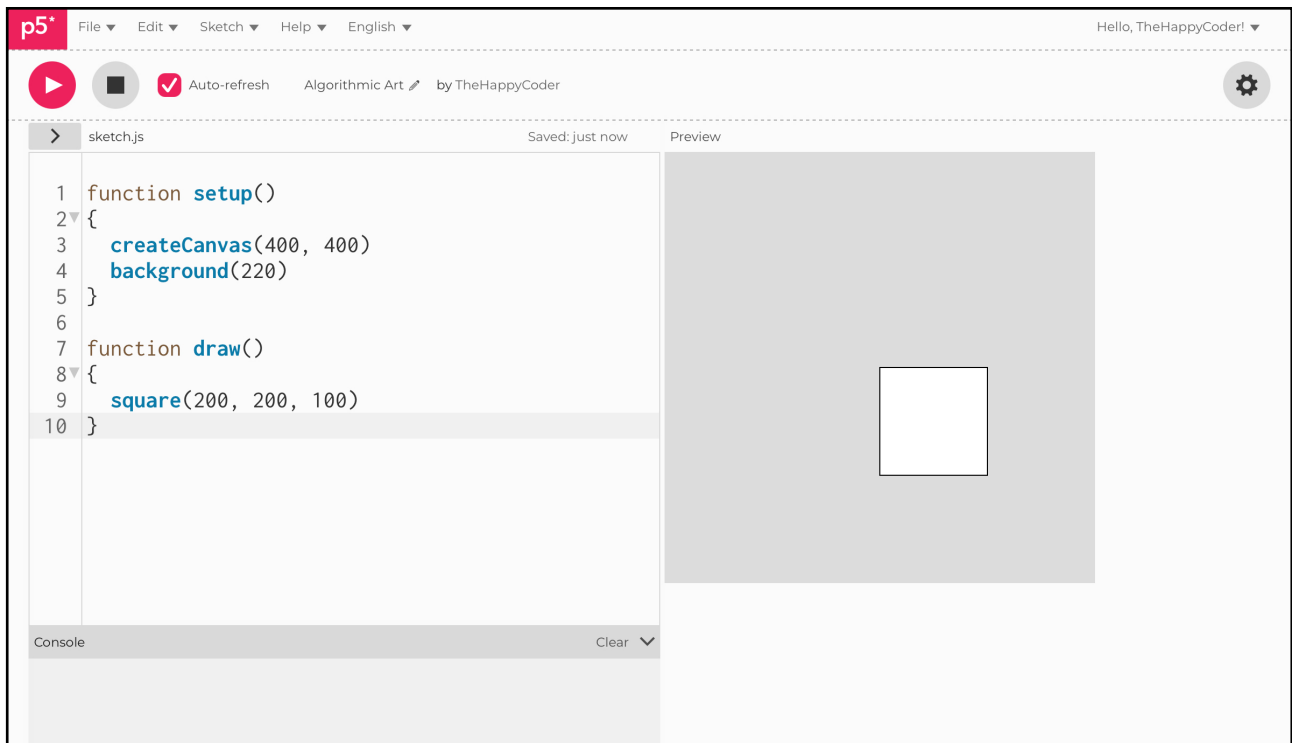 p5* File Edit Sketch Help English Hello, TheHappyCoder!
Auto-refresh Algorithmic Art by TheHappyCoder
sketch.js Saved: just now Preview
1 function setup()
2 {
3   createCanvas(400, 400)
4   background(220)
5 }
6
7 function draw()
8 {
9   square(200, 200, 100)
10 }
Console Clear